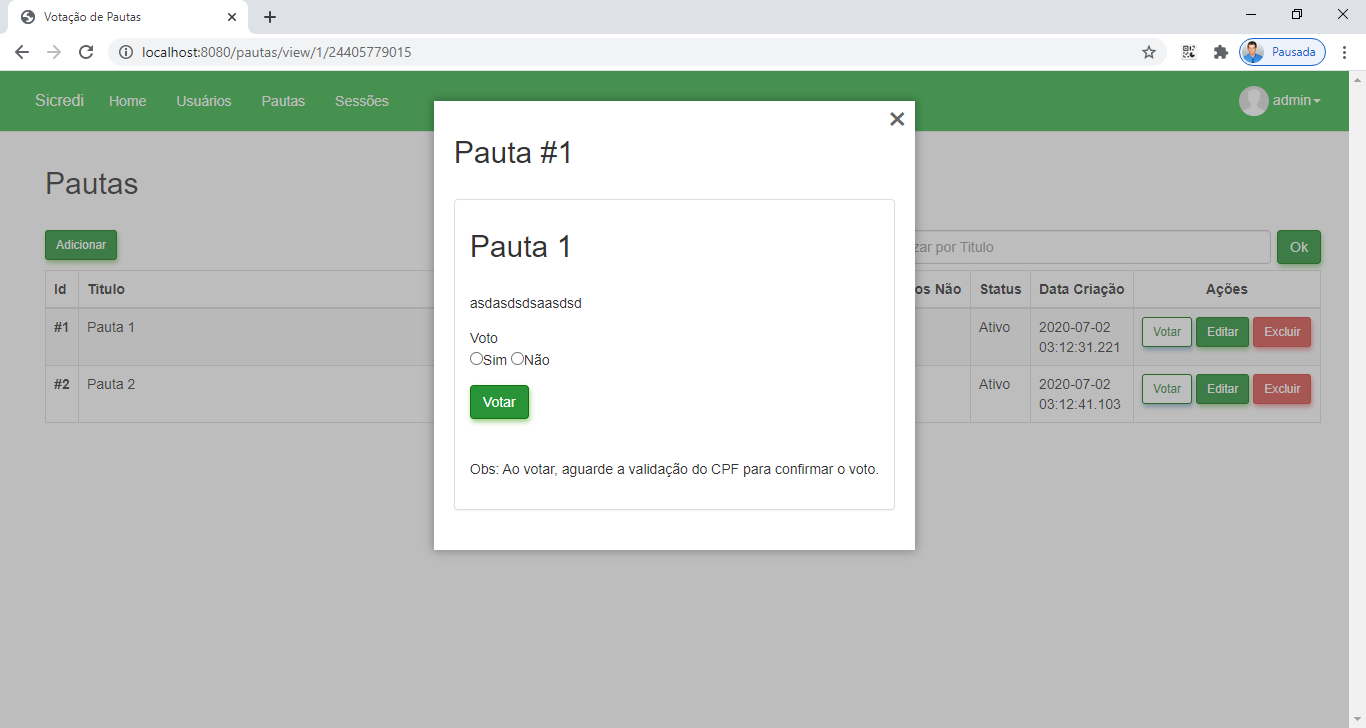 Votação de Pautas
localhost:8080/pautas/view/1/24405779015
Pausada
Sicredi Home Usuários Pautas Sessões admin
Pautas
Adicionar
zar por Titulo
Ok
Id Titulo os Não Status Data Criação Ações
#1 Pauta 1 Ativo 2020-07-02 Votar Editar Excluir
03:12:31.221
#2 Pauta 2 Ativo 2020-07-02 Votar Editar Excluir
03:12:41.103
Pauta #1
Pauta 1
asdasdsdsaasdsd
Voto
Sim Não
Votar
Obs: Ao votar, aguarde a validação do CPF para confirmar o voto.